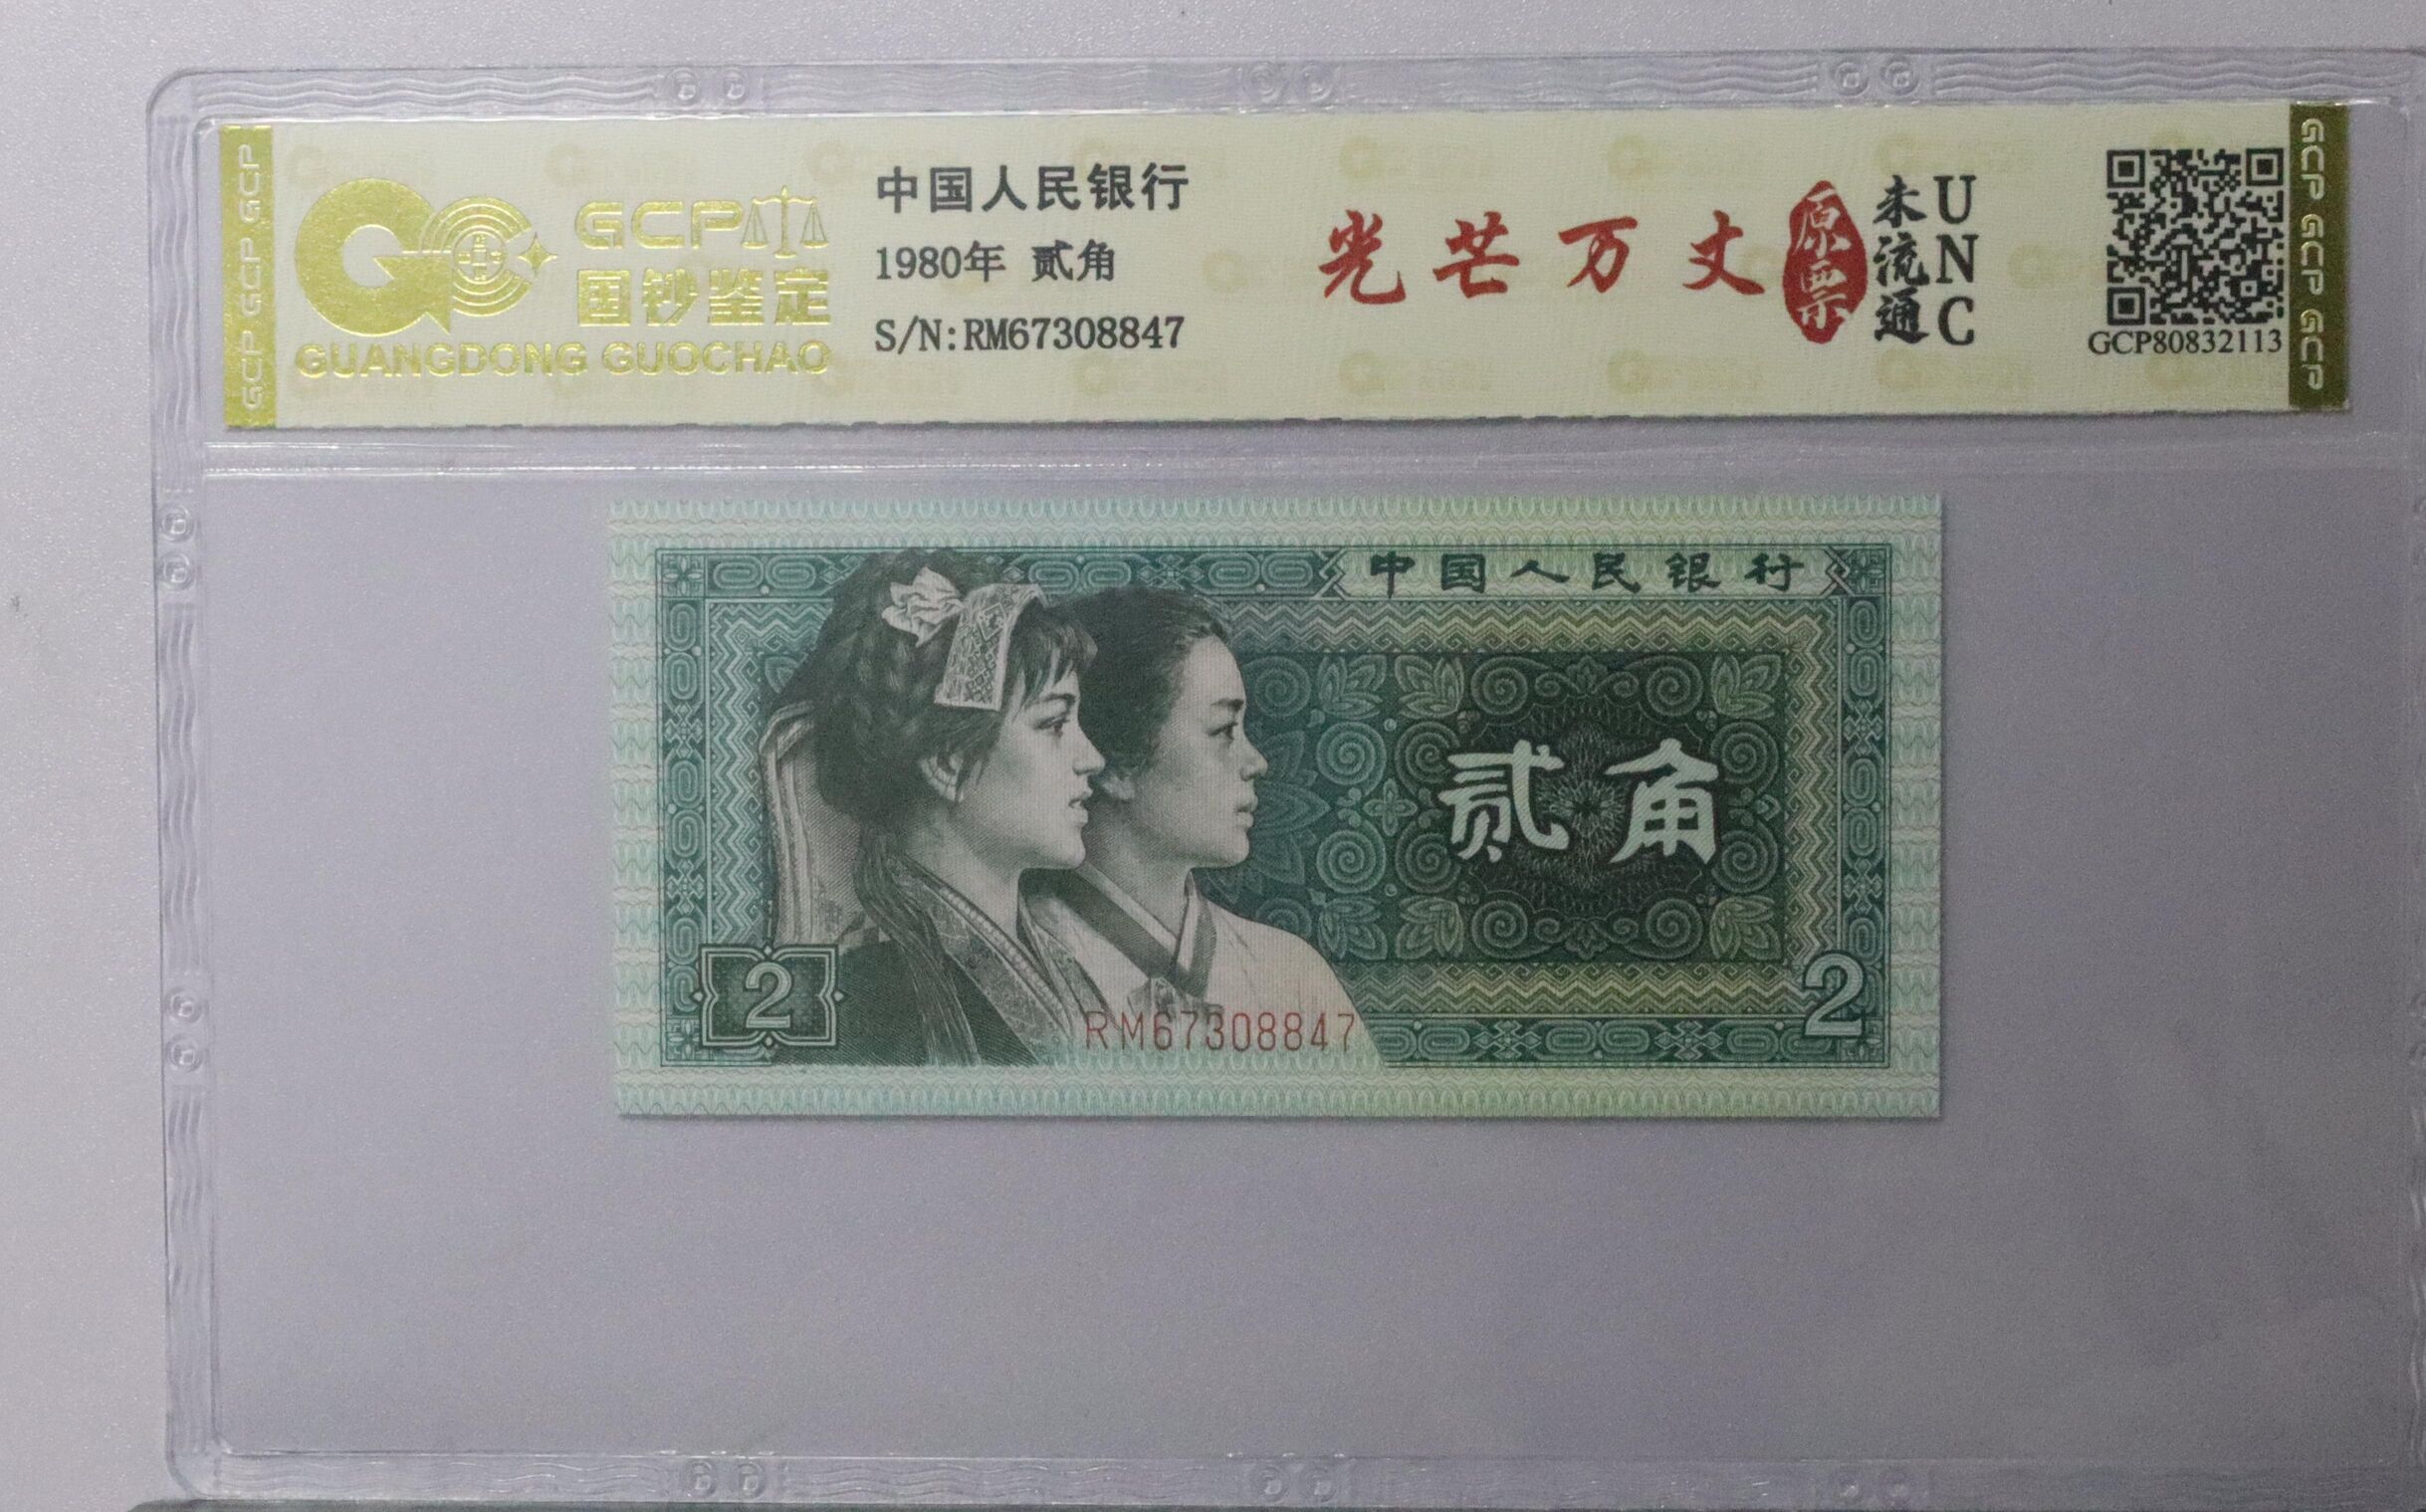 GCP GCP GCP
GCP
国钞鉴定
GUANGDONG GUOCHAO
中国人民银行
1980年 贰角
S/N:RM67308847
光芒万丈
原票
未流通
UNC
GCP80832113
GCP GCP GCP
中国人民银行
贰角
2
RM67308847
2